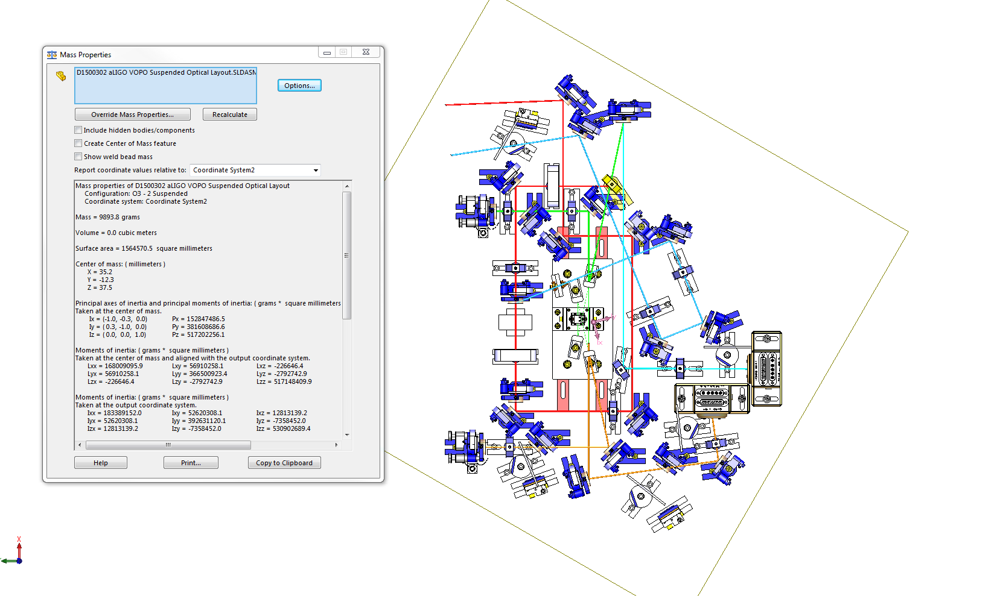 Mass Properties
D1500302 aLIGO VOPO Suspended Optical Layout.SLDASM
Options...
Override Mass Properties...
Recalculate
Include hidden bodies/components
Create Center of Mass feature
Show weld bead mass
Report coordinate values relative to: Coordinate System2
Mass properties of D1500302 aLIGO VOPO Suspended Optical Layout
Configuration: O3 - 2 Suspended
Coordinate system: Coordinate System2
Mass = 9893.8 grams
Volume = 0.0 cubic meters
Surface area = 1564570.5 square millimeters
Center of mass: ( millimeters )
X = 35.2
Y = -12.3
Z = 37.5
Principal axes of inertia and principal moments of inertia: ( grams * square millimeters
Taken at the center of mass.
Ix = (-1.0, -0.3, 0.0) Px = 152847486.5
Iy = ( 0.3, -1.0, 0.0) Py = 381608686.6
Iz = ( 0.0, 0.0, 1.0) Pz = 517202256.1
Moments of inertia: ( grams * square millimeters )
Taken at the center of mass and aligned with the output coordinate system.
Lxx = 168009095.9 Lxy = 56910258.1 Lxz = -226646.4
Lyx = 56910258.1 Lyy = 366500923.4 Lyz = -2792742.9
Lzx = -226646.4 Lzy = -2792742.9 Lzz = 517148409.9
Moments of inertia: ( grams * square millimeters )
Taken at the output coordinate system.
Ixx = 183389152.0 Ixy = 52620308.1 Ixz = 12813139.2
Iyx = 52620308.1 Iyy = 392631120.1 Iyz = -7358452.0
Izx = 12813139.2 Izy = -7358452.0 Izz = 530902689.4
Help
Print...
Copy to Clipboard
X